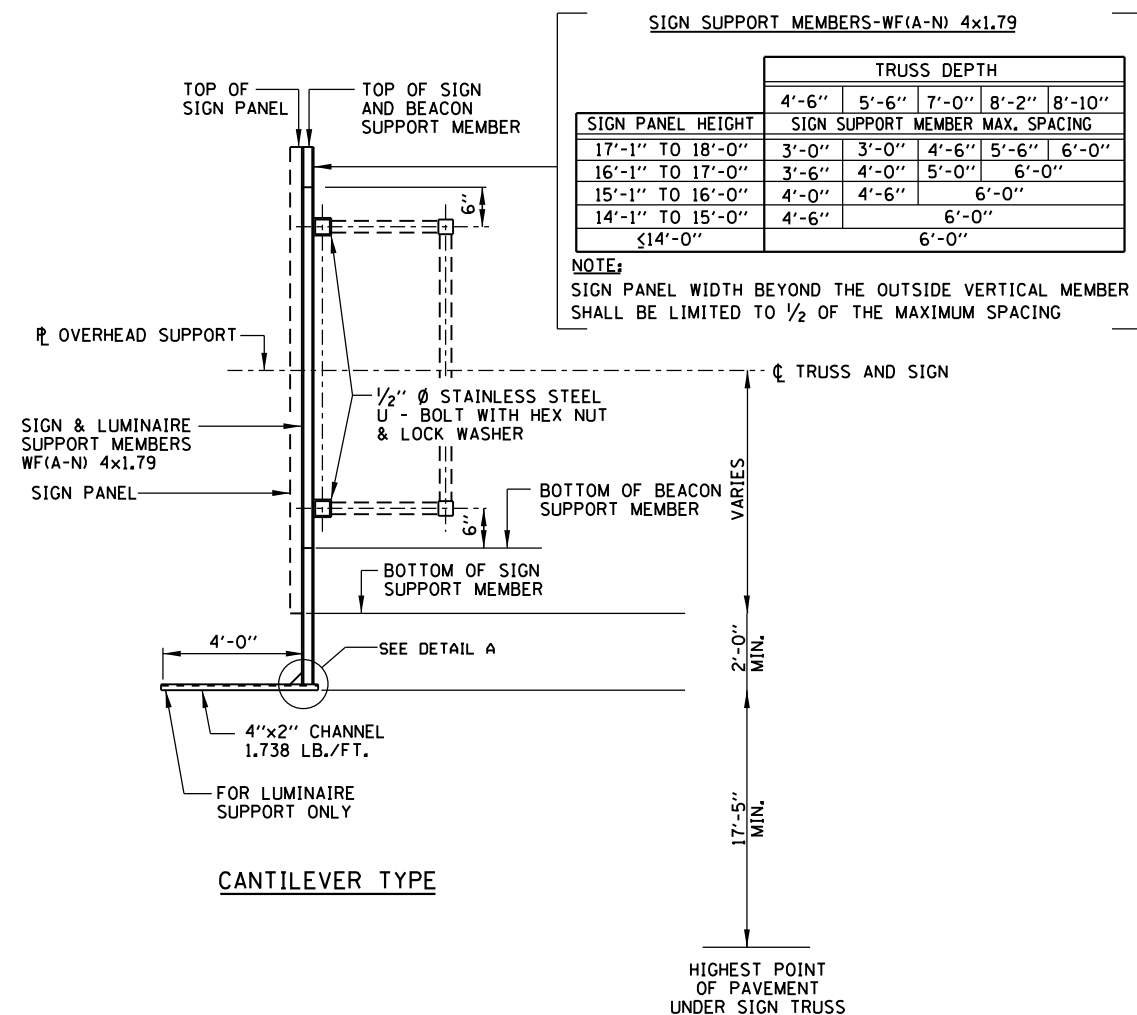 SIGN SUPPORT MEMBERS-WF(A-N) 4x1.79
TRUSS DEPTH
4'-6" 5'-6" 7'-0" 8'-2" 8'-10"
SIGN PANEL HEIGHT SIGN SUPPORT MEMBER MAX. SPACING
17'-1" TO 18'-0" 3'-0" 3'-0" 4'-6" 5'-6" 6'-0"
16'-1" TO 17'-0" 3'-6" 4'-0" 5'-0" 6'-0"
15'-1" TO 16'-0" 4'-0" 4'-6" 6'-0"
14'-1" TO 15'-0" 4'-6" 6'-0"
≤14'-0" 6'-0"
NOTE:
SIGN PANEL WIDTH BEYOND THE OUTSIDE VERTICAL MEMBER
SHALL BE LIMITED TO 1/2 OF THE MAXIMUM SPACING
TOP OF
SIGN PANEL
TOP OF SIGN
AND BEACON
SUPPORT MEMBER
6"
PL OVERHEAD SUPPORT
CL TRUSS AND SIGN
1/2" Ø STAINLESS STEEL
U - BOLT WITH HEX NUT
& LOCK WASHER
SIGN & LUMINAIRE
SUPPORT MEMBERS
WF(A-N) 4x1.79
SIGN PANEL
BOTTOM OF BEACON
SUPPORT MEMBER
6"
VARIES
BOTTOM OF SIGN
SUPPORT MEMBER
4'-0"
SEE DETAIL A
2'-0"
MIN.
4"x2" CHANNEL
1.738 LB./FT.
FOR LUMINAIRE
SUPPORT ONLY
17'-5"
MIN.
CANTILEVER TYPE
HIGHEST POINT
OF PAVEMENT
UNDER SIGN TRUSS